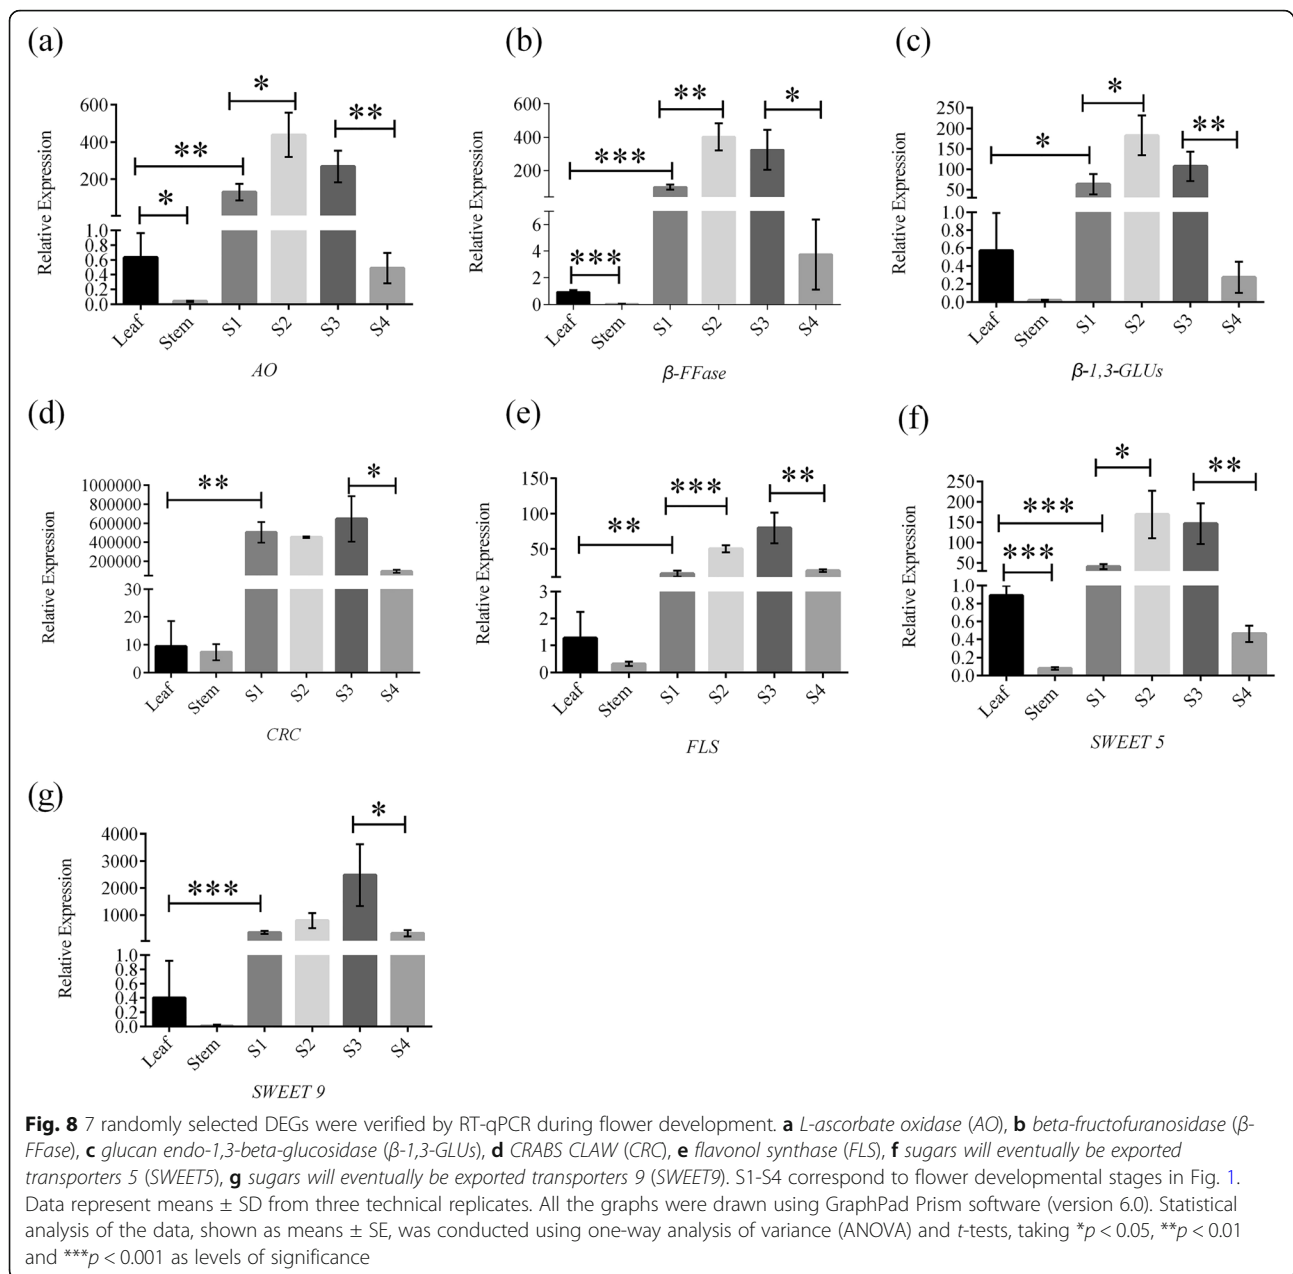 (a)
*
**
**
*
Relative Expression
600
400
200
1.0
0.8
0.6
0.4
0.2
0.0
Leaf Stem S1 S2 S3 S4
AO
(b)
**
*
***
***
Relative Expression
600
400
200
6
4
2
0
Leaf Stem S1 S2 S3 S4
β-FFase
(c)
*
**
*
Relative Expression
250
200
150
100
50
1.0
0.8
0.6
0.4
0.2
0.0
Leaf Stem S1 S2 S3 S4
β-1,3-GLUs
(d)
**
*
Relative Expression
1000000
800000
600000
400000
200000
30
20
10
0
Leaf Stem S1 S2 S3 S4
CRC
(e)
***
**
**
Relative Expression
150
100
50
3
2
1
0
Leaf Stem S1 S2 S3 S4
FLS
(f)
*
**
***
***
Relative Expression
250
200
150
100
50
1.0
0.8
0.6
0.4
0.2
0.0
Leaf Stem S1 S2 S3 S4
SWEET 5
(g)
*
***
Relative Expression
4000
3000
2000
1000
1.0
0.8
0.6
0.4
0.2
0.0
Leaf Stem S1 S2 S3 S4
SWEET 9
Fig. 8 7 randomly selected DEGs were verified by RT-qPCR during flower development. a L-ascorbate oxidase (AO), b beta-fructofuranosidase (β-
FFase), c glucan endo-1,3-beta-glucosidase (β-1,3-GLUs), d CRABS CLAW (CRC), e flavonol synthase (FLS), f sugars will eventually be exported
transporters 5 (SWEET5), g sugars will eventually be exported transporters 9 (SWEET9). S1-S4 correspond to flower developmental stages in Fig. 1.
Data represent means ± SD from three technical replicates. All the graphs were drawn using GraphPad Prism software (version 6.0). Statistical
analysis of the data, shown as means ± SE, was conducted using one-way analysis of variance (ANOVA) and t-tests, taking *p < 0.05, **p < 0.01
and ***p < 0.001 as levels of significance